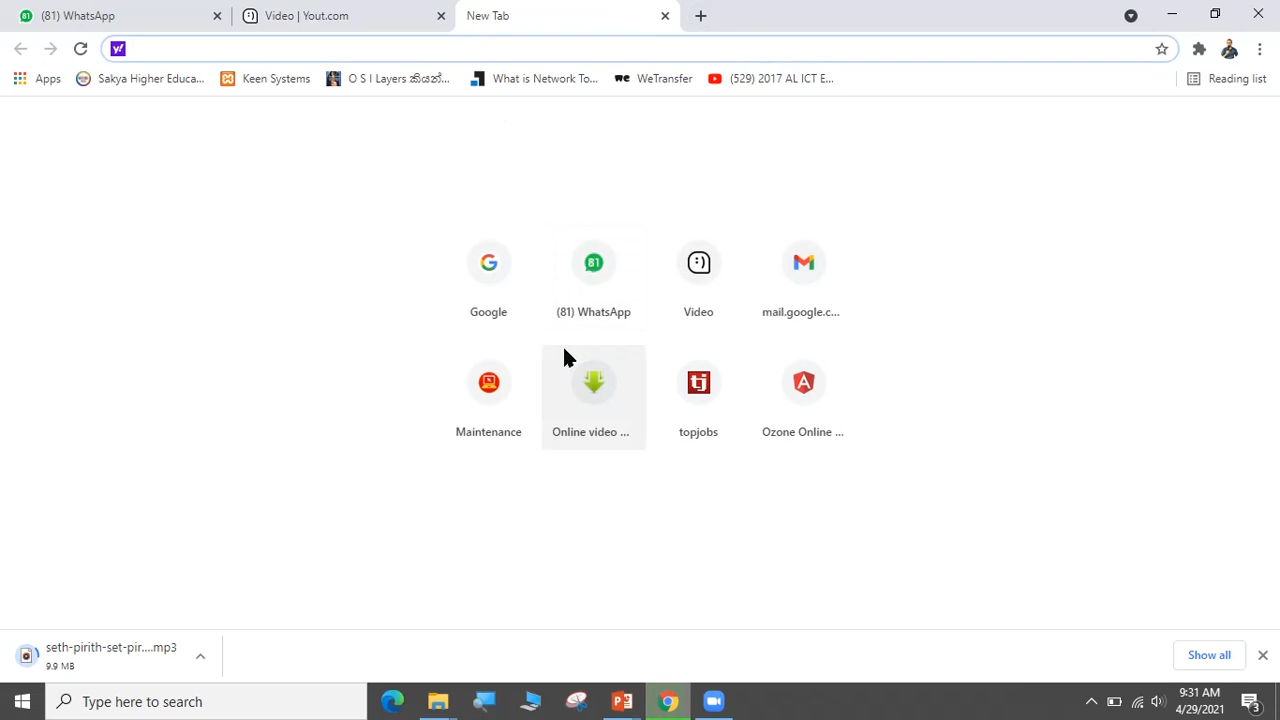 (81) WhatsApp
Video | Yout.com
New Tab
Apps
Sakya Higher Educa...
Keen Systems
O S I Layers කියන්...
What is Network To...
WeTransfer
(529) 2017 AL ICT E...
Reading list
Google
(81) WhatsApp
Video
mail.google.c...
Maintenance
Online video ...
topjobs
Ozone Online ...
seth-pirith-set-pir....mp3
9.9 MB
Show all
Type here to search
9:31 AM
4/29/2021
3